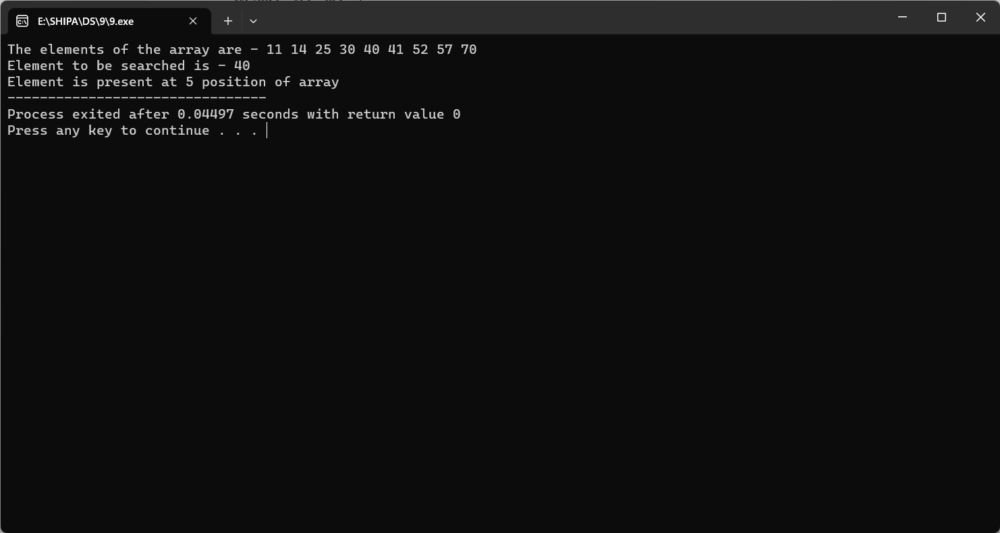 E:\SHIPA\DS\9\9.exe
The elements of the array are - 11 14 25 30 40 41 52 57 70
Element to be searched is - 40
Element is present at 5 position of array
--------------------------------
Process exited after 0.04497 seconds with return value 0
Press any key to continue . . .